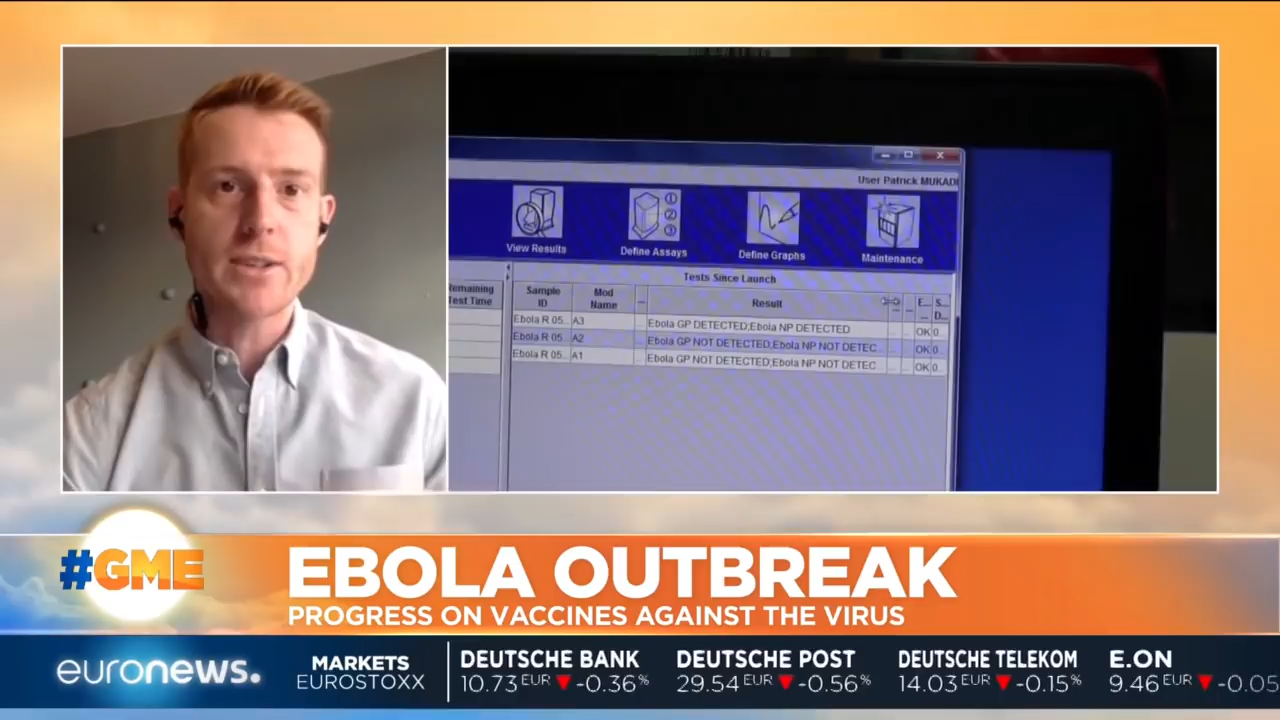 User Patrick MUKADI
View Results
Define Assays
Define Graphs
Maintenance
Tests Since Launch
Remaining
Test Time
Sample
ID
Mod
Name
...
Result
...
...
E...
...
S...
D...
Ebola R 05... A3 ... Ebola GP DETECTED;Ebola NP DETECTED ... ... OK 0...
Ebola R 05... A2 ... Ebola GP NOT DETECTED;Ebola NP NOT DETEC... ... ... OK 0...
Ebola R 05... A1 ... Ebola GP NOT DETECTED;Ebola NP NOT DETEC... ... ... OK 0...
#GME
EBOLA OUTBREAK
PROGRESS ON VACCINES AGAINST THE VIRUS
euronews.
MARKETS
EUROSTOXX
DEUTSCHE BANK
10.73 EUR ▼ -0.36%
DEUTSCHE POST
29.54 EUR ▼ -0.56%
DEUTSCHE TELEKOM
14.03 EUR ▼ -0.15%
E.ON
9.46 EUR ▼ -0.05